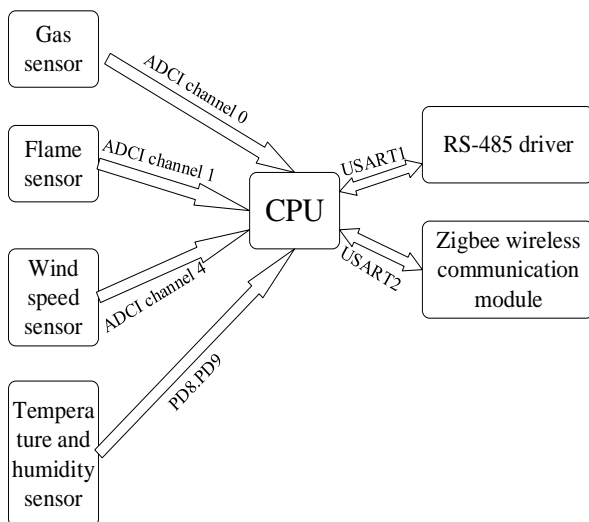 Gas
sensor
ADCI channel 0
Flame
sensor
ADCI channel 1
Wind
speed
sensor
ADCI channel 4
Tempera
ture and
humidity
sensor
PD8.PD9
CPU
USART1
RS-485 driver
USART2
Zigbee wireless
communication
module